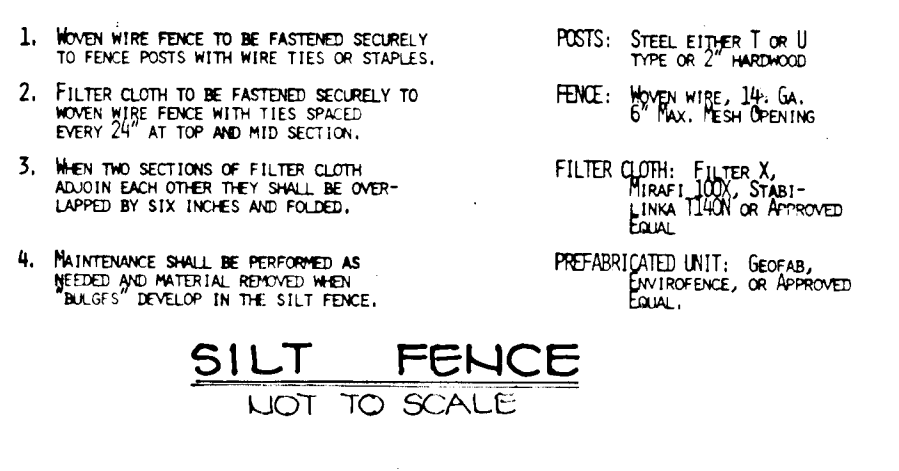 1. WOVEN WIRE FENCE TO BE FASTENED SECURELY
TO FENCE POSTS WITH WIRE TIES OR STAPLES.
2. FILTER CLOTH TO BE FASTENED SECURELY TO
WOVEN WIRE FENCE WITH TIES SPACED
EVERY 24" AT TOP AND MID SECTION.
3. WHEN TWO SECTIONS OF FILTER CLOTH
ADJOIN EACH OTHER THEY SHALL BE OVER-
LAPPED BY SIX INCHES AND FOLDED.
4. MAINTENANCE SHALL BE PERFORMED AS
NEEDED AND MATERIAL REMOVED WHEN
"BULGES" DEVELOP IN THE SILT FENCE.
POSTS: STEEL EITHER T OR U
TYPE OR 2" HARDWOOD
FENCE: WOVEN WIRE, 14 GA.
6" MAX. MESH OPENING
FILTER CLOTH: FILTER X,
MIRAFI 100X, STABI-
LINKA T140N OR APPROVED
EQUAL
PREFABRICATED UNIT: GEOFAB,
ENVIROFENCE, OR APPROVED
EQUAL.
SILT FENCE
NOT TO SCALE